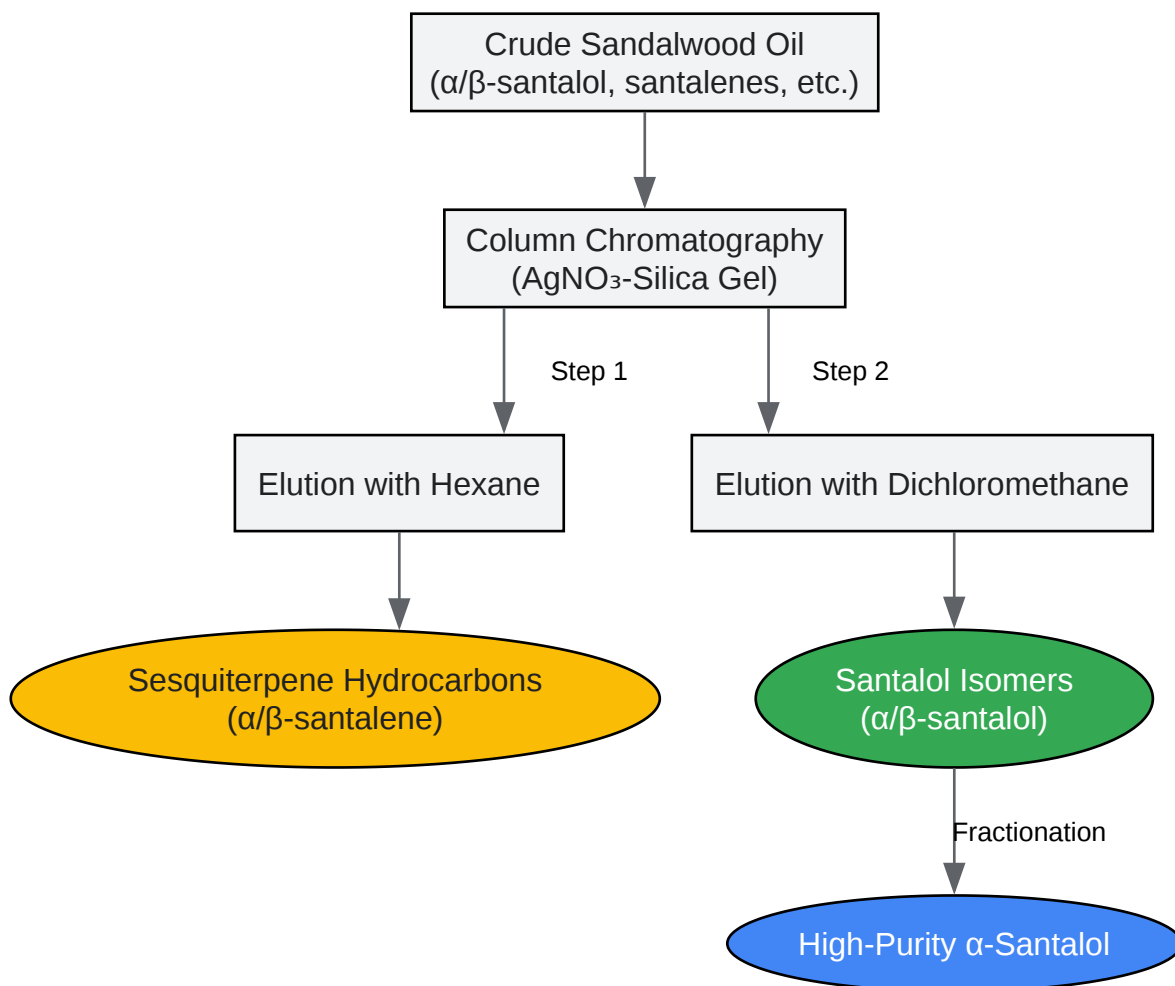 Crude Sandalwood Oil
(α/β-santalol, santalenes, etc.)
Column Chromatography
(AgNO₃-Silica Gel)
Step 1
Step 2
Elution with Hexane
Elution with Dichloromethane
Sesquiterpene Hydrocarbons
(α/β-santalene)
Santalol Isomers
(α/β-santalol)
Fractionation
High-Purity α-Santalol